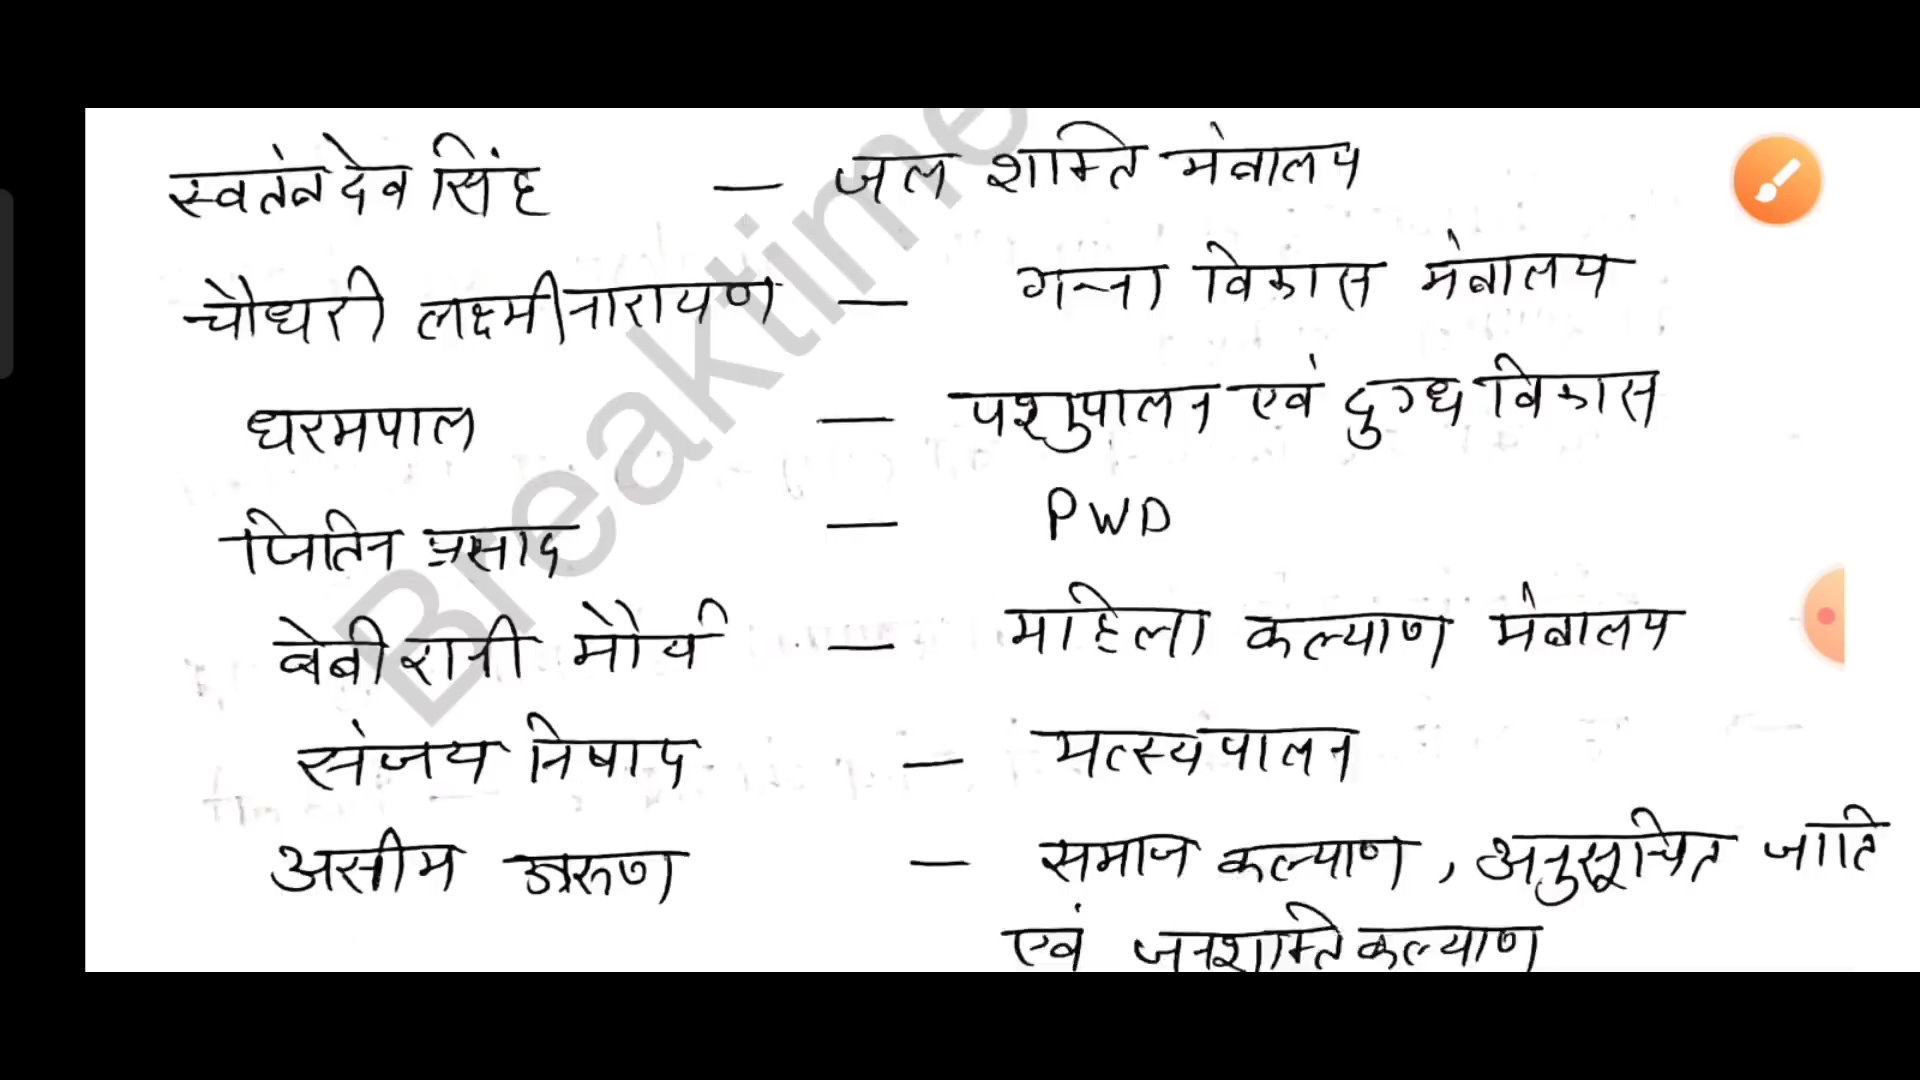 स्वतंत्रदेव सिंह — जल शक्ति मंत्रालय
चौधरी लक्ष्मीनारायण — गन्ना विकास मंत्रालय
धरमपाल — पशुपालन एवं दुग्ध विकास
जितिन प्रसाद — PWD
बेबी रानी मौर्य — महिला कल्याण मंत्रालय
संजय निषाद — मत्स्य पालन
असीम अरुण — समाज कल्याण, अनुसूचित जाति
एवं जनशक्ति कल्याण
Breaktime